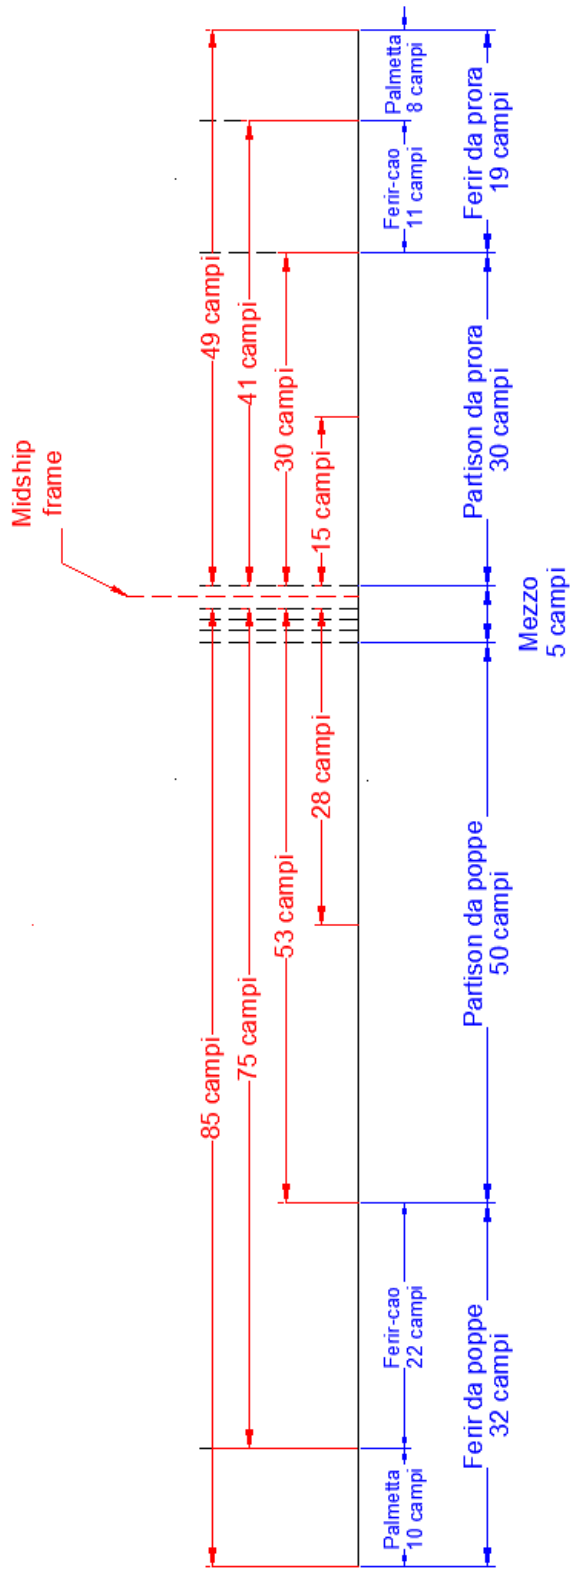 Palmetta
8 campi
Ferir-cao
11 campi
Ferir da prora
19 campi
49 campi
41 campi
30 campi
15 campi
Partison da prora
30 campi
Midship
frame
Mezzo
5 campi
28 campi
53 campi
75 campi
85 campi
Partison da poppe
50 campi
Ferir-cao
22 campi
Ferir da poppe
32 campi
Palmetta
10 campi